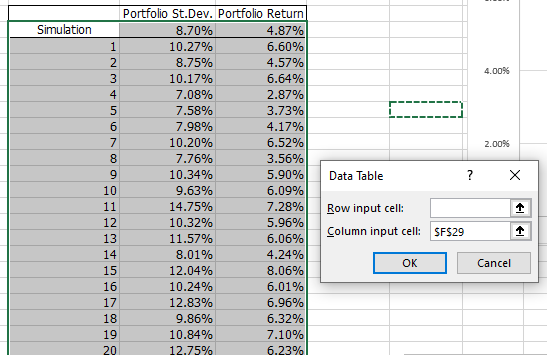 Portfolio St.Dev. Portfolio Return
Simulation 8.70% 4.87%
1 10.27% 6.60%
2 8.75% 4.57%
3 10.17% 6.64%
4 7.08% 2.87%
5 7.58% 3.73%
6 7.98% 4.17%
7 10.20% 6.52%
8 7.76% 3.56%
9 10.34% 5.90%
10 9.63% 6.09%
11 14.75% 7.28%
12 10.32% 5.96%
13 11.57% 6.06%
14 8.01% 4.24%
15 12.04% 8.06%
16 10.24% 6.01%
17 12.83% 6.96%
18 9.86% 6.32%
19 10.84% 7.10%
20 12.75% 6.23%
4.00%
2.00%
Data Table ? X
Row input cell:
Column input cell: $F$29
OK Cancel